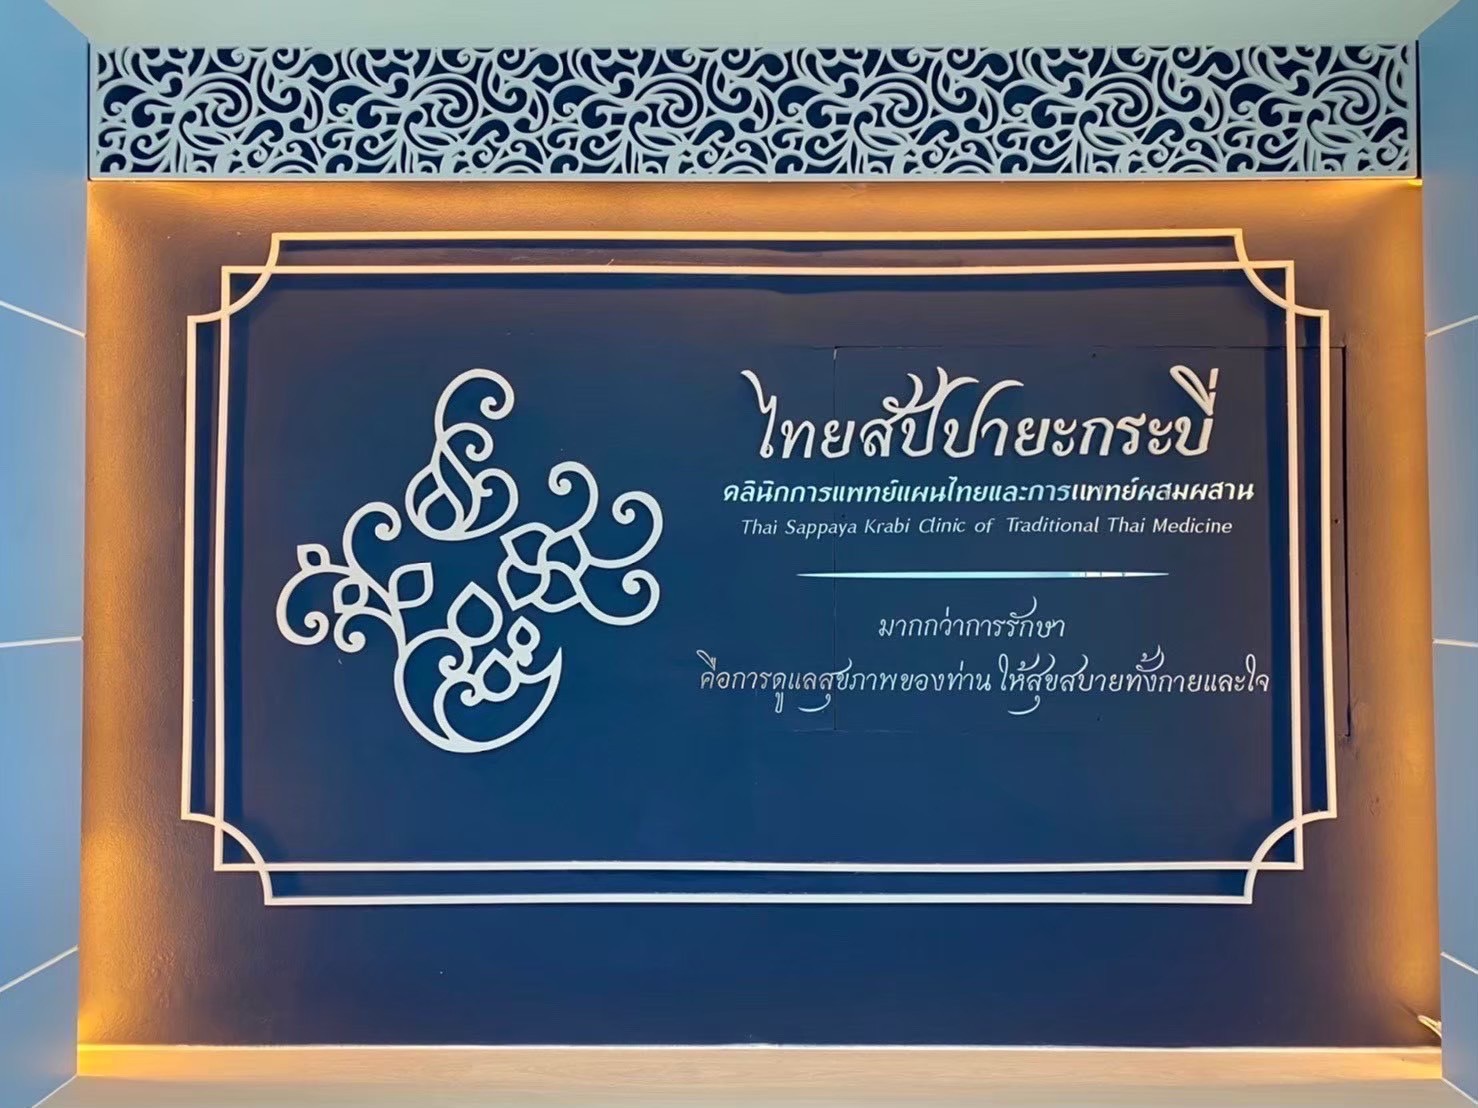 ไทยสัปปายะกระบี่
คลินิกการแพทย์แผนไทยและการแพทย์ผสมผสาน
Thai Sappaya Krabi Clinic of Traditional Thai Medicine
มากกว่าการรักษา
คือการดูแลสุขภาพของท่าน ให้สุขสบายทั้งกายและใจ